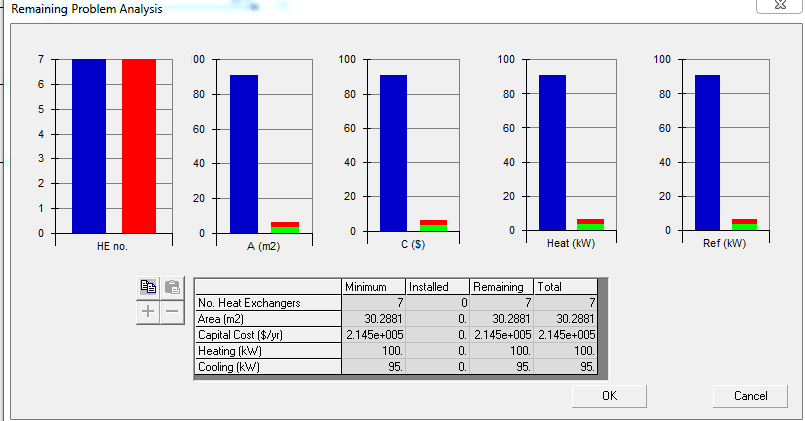 Remaining Problem Analysis
7
6
5
4
3
2
1
0
HE no.
00
80
60
40
20
0
A (m2)
100
80
60
40
20
0
C ($)
100
80
60
40
20
0
Heat (kW)
100
80
60
40
20
0
Ref (kW)
Minimum Installed Remaining Total
No. Heat Exchangers 7 0 7 7
Area (m2) 30.2881 0. 30.2881 30.2881
Capital Cost ($/yr) 2.145e+005 0. 2.145e+005 2.145e+005
Heating (kW) 100. 0. 100. 100.
Cooling (kW) 95. 0. 95. 95.
OK Cancel